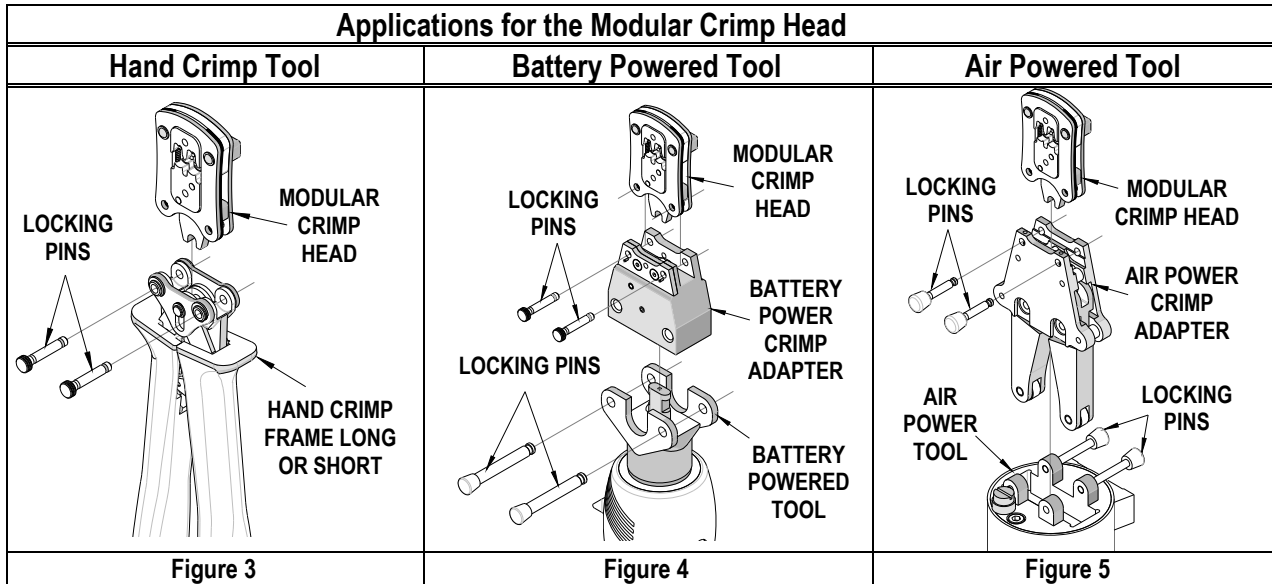 Applications for the Modular Crimp Head
Hand Crimp Tool
Battery Powered Tool
Air Powered Tool
LOCKING
PINS
MODULAR
CRIMP
HEAD
HAND CRIMP
FRAME LONG
OR SHORT
LOCKING
PINS
MODULAR
CRIMP
HEAD
BATTERY
POWER
CRIMP
ADAPTER
LOCKING PINS
BATTERY
POWERED
TOOL
LOCKING
PINS
MODULAR
CRIMP HEAD
AIR POWER
CRIMP
ADAPTER
AIR
POWER
TOOL
LOCKING
PINS
Figure 3
Figure 4
Figure 5